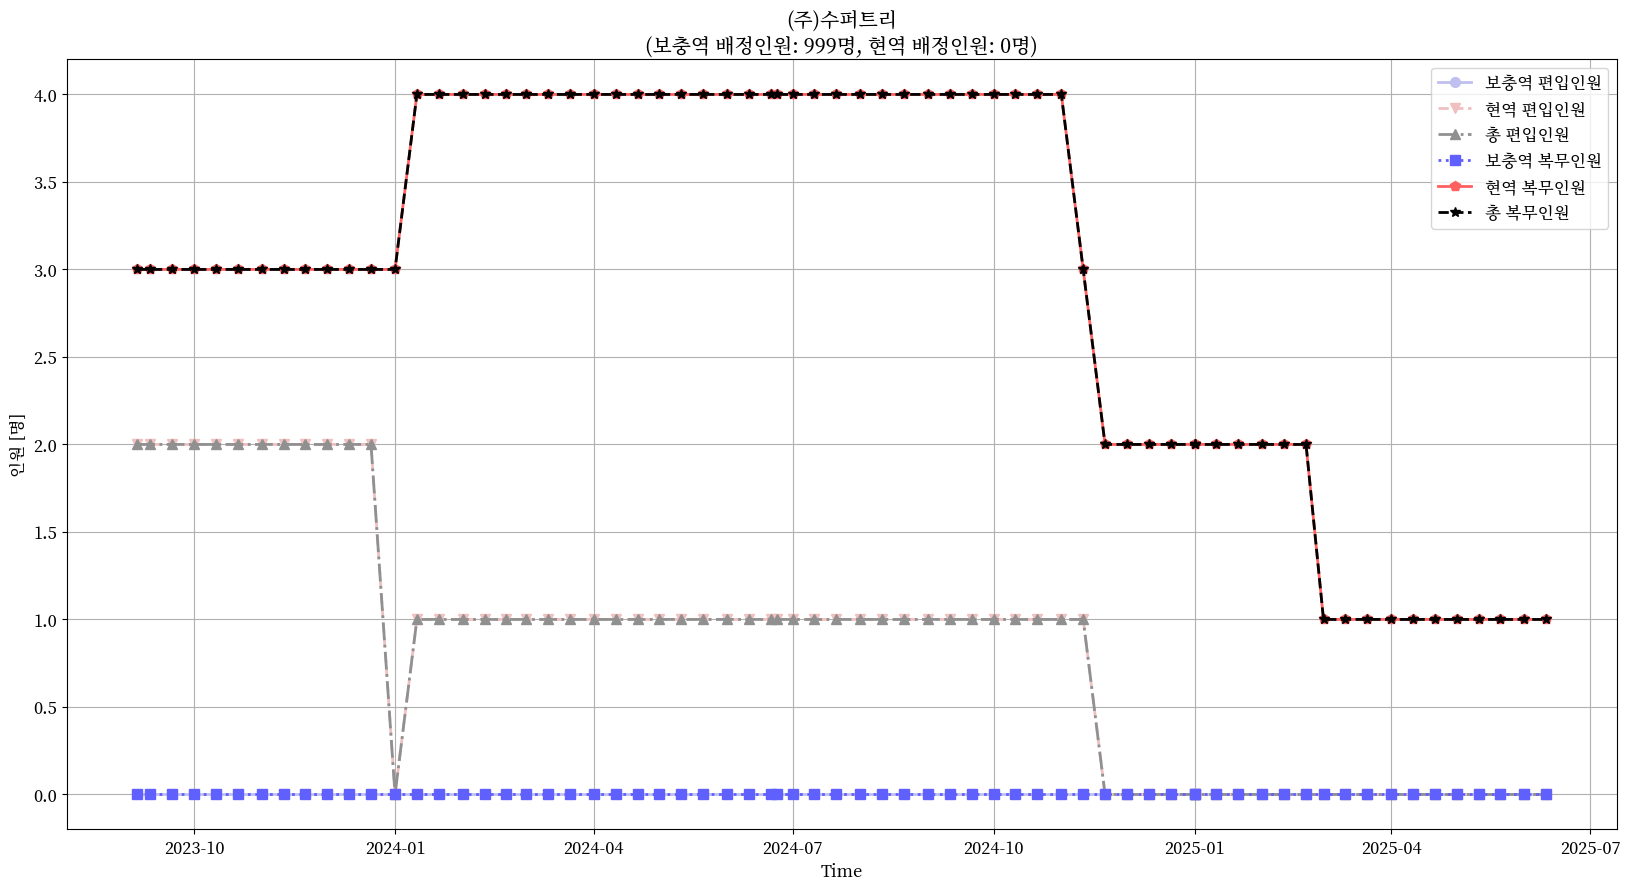 (주)수퍼트리
(보충역 배정인원: 999명, 현역 배정인원: 0명)
보충역 편입인원
현역 편입인원
총 편입인원
보충역 복무인원
현역 복무인원
총 복무인원
인원 [명]
4.0
3.5
3.0
2.5
2.0
1.5
1.0
0.5
0.0
2023-10
2024-01
2024-04
2024-07
2024-10
2025-01
2025-04
2025-07
Time